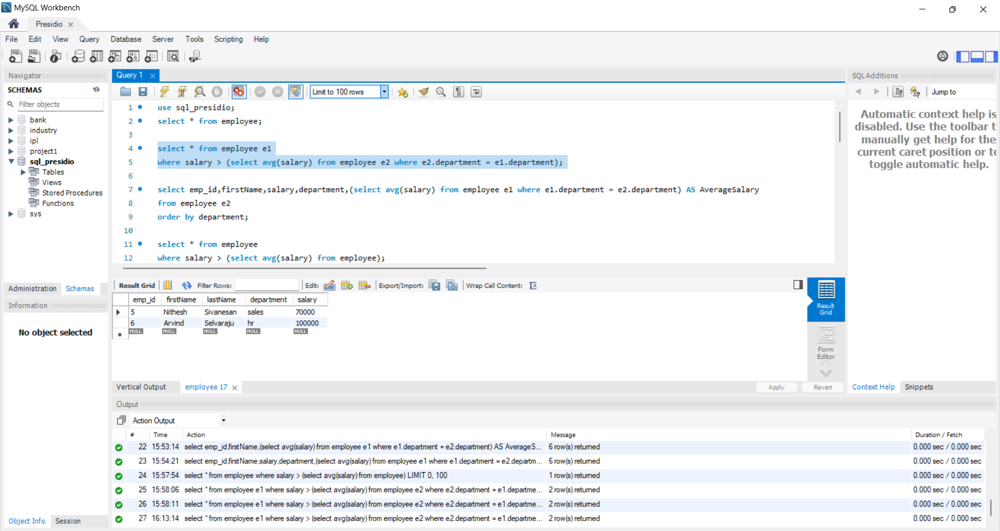 MySQL Workbench
Presidio
File Edit View Query Database Server Tools Scripting Help
Navigator
SCHEMAS
Filter objects
bank
industry
ipl
project1
sql_presidio
Tables
Views
Stored Procedures
Functions
sys
Administration Schemas
Information
No object selected
Object Info Session
Query 1
Limit to 100 rows
1 use sql_presidio;
2 select * from employee;
3
4 select * from employee e1
5 where salary > (select avg(salary) from employee e2 where e2.department = e1.department);
6
7 select emp_id,firstName,salary,department,(select avg(salary) from employee e1 where e1.department = e2.department) AS AverageSalary
8 from employee e2
9 order by department;
10
11 select * from employee
12 where salary > (select avg(salary) from employee);
Result Grid Filter Rows: Edit: Export/Import: Wrap Cell Content:
emp_id firstName lastName department salary
5 Nithesh Sivanesan sales 70000
6 Arvind Selvaraju hr 100000
NULL NULL NULL NULL NULL
Result
Grid
Form
Editor
Vertical Output employee 17 Apply Revert
SQLAdditions
Jump to
Automatic context help is
disabled. Use the toolbar t
manually get help for the
current caret position or to
toggle automatic help.
Context Help Snippets
Output
Action Output
# Time Action Message Duration / Fetch
22 15:53:14 select emp_id,firstName,(select avg(salary) from employee e1 where e1.department = e2.department) AS AverageS... 6 row(s) returned 0.000 sec / 0.000 sec
23 15:54:21 select emp_id,firstName,salary,department,(select avg(salary) from employee e1 where e1.department = e2.departm... 6 row(s) returned 0.000 sec / 0.000 sec
24 15:57:54 select * from employee where salary > (select avg(salary) from employee) LIMIT 0, 100 1 row(s) returned 0.000 sec / 0.000 sec
25 15:58:06 select * from employee e1 where salary > (select avg(salary) from employee e2 where e2.department = e1.departme... 2 row(s) returned 0.000 sec / 0.000 sec
26 15:58:11 select * from employee e1 where salary > (select avg(salary) from employee e2 where e2.department = e1.departme... 2 row(s) returned 0.000 sec / 0.000 sec
27 16:13:14 select * from employee e1 where salary > (select avg(salary) from employee e2 where e2.department = e1.departme... 2 row(s) returned 0.000 sec / 0.000 sec